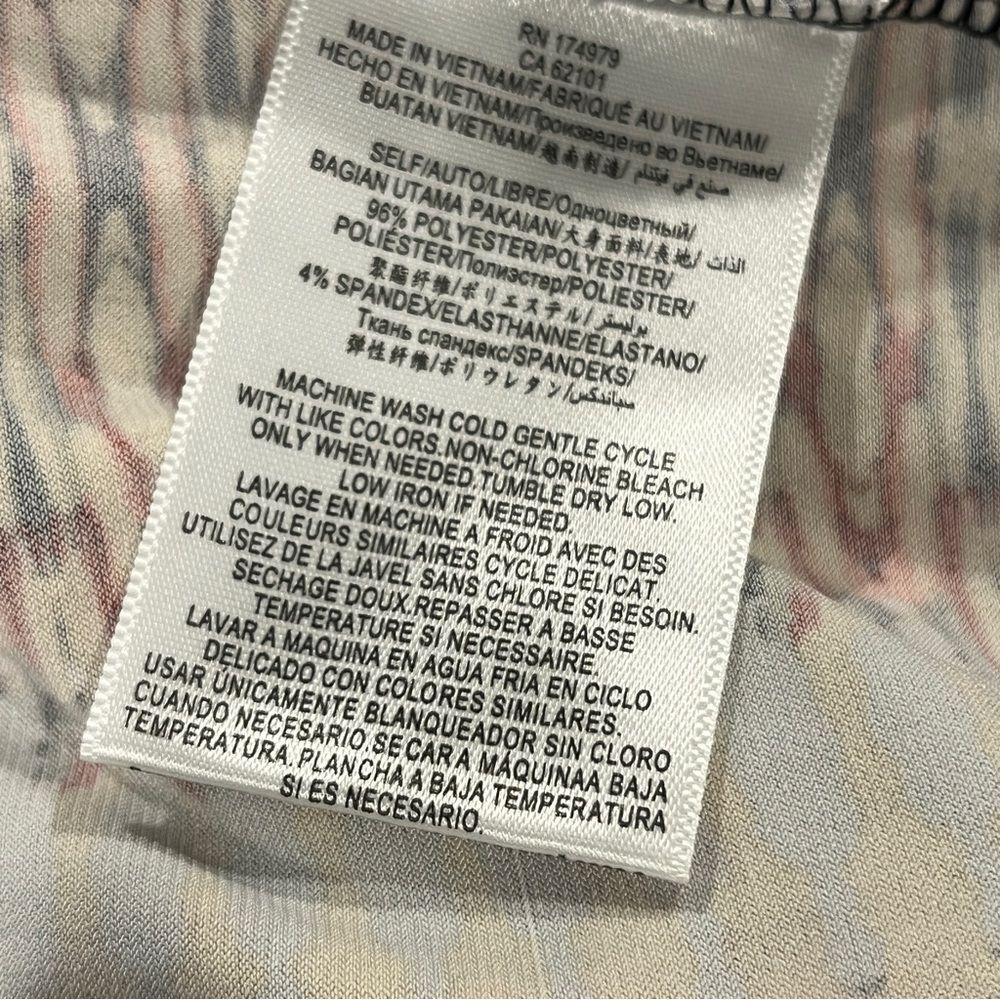 RN 174979
CA 62101
MADE IN VIETNAM/FABRIQUÉ AU VIETNAM/
HECHO EN VIETNAM/Произведено во Вьетнаме/
BUATAN VIETNAM/越南制造/صنع في فيتنام
SELF/AUTO/LIBRE/Одноцветный/
BAGIAN UTAMA PAKAIAN/大身面料/表地/الذات
96% POLYESTER/POLYESTER/
POLIÉSTER/Полиэстер/POLIESTER/
聚酯纤维/ポリエステル/بوليستر
4% SPANDEX/ELASTHANNE/ELASTANO/
Ткань спандекс/SPANDEKS/
弹性纤维/ポリウレタン/سباندكس
MACHINE WASH COLD GENTLE CYCLE
WITH LIKE COLORS.NON-CHLORINE BLEACH
ONLY WHEN NEEDED.TUMBLE DRY LOW.
LOW IRON IF NEEDED.
LAVAGE EN MACHINE A FROID AVEC DES
COULEURS SIMILAIRES CYCLE DELICAT.
UTILISEZ DE LA JAVEL SANS CHLORE SI BESOIN.
SECHAGE DOUX.REPASSER A BASSE
TEMPERATURE SI NECESSAIRE
LAVAR A MAQUINA EN AGUA FRIA EN CICLO
DELICADO CON COLORES SIMILARES.
USAR ÚNICAMENTE BLANQUEADOR SIN CLORO
CUANDO NECESARIO.SECAR A MÁQUINAA BAJA
TEMPERATURA.PLANCHA A BAJA TEMPERATURA
SI ES NECESARIO.